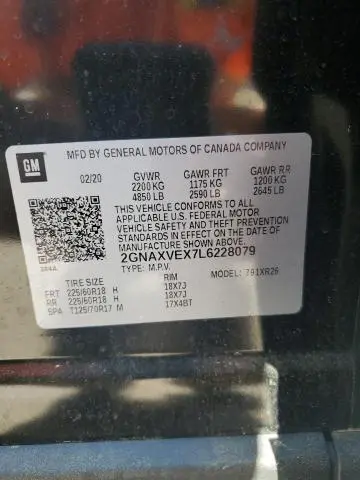 GM
MFD BY GENERAL MOTORS OF CANADA COMPANY
02/20 GVWR GAWR FRT GAWR RR
2200 KG 1175 KG 1200 KG
4850 LB 2590 LB 2645 LB
THIS VEHICLE CONFORMS TO ALL APPLICABLE
U.S. FEDERAL MOTOR VEHICLE SAFETY AND THEFT PREVENTION
STANDARDS IN EFFECT ON THE DATE OF
MANUFACTURE SHOWN ABOVE.
2GNAXVEX7L6228079
TYPE: M.P.V. MODEL: 791XR26
384A
TIRE SIZE RIM
FRT 225/60R18 H 18X7J
RR 225/60R18 H 18X7J
SPA T125/70R17 M 17X4BT